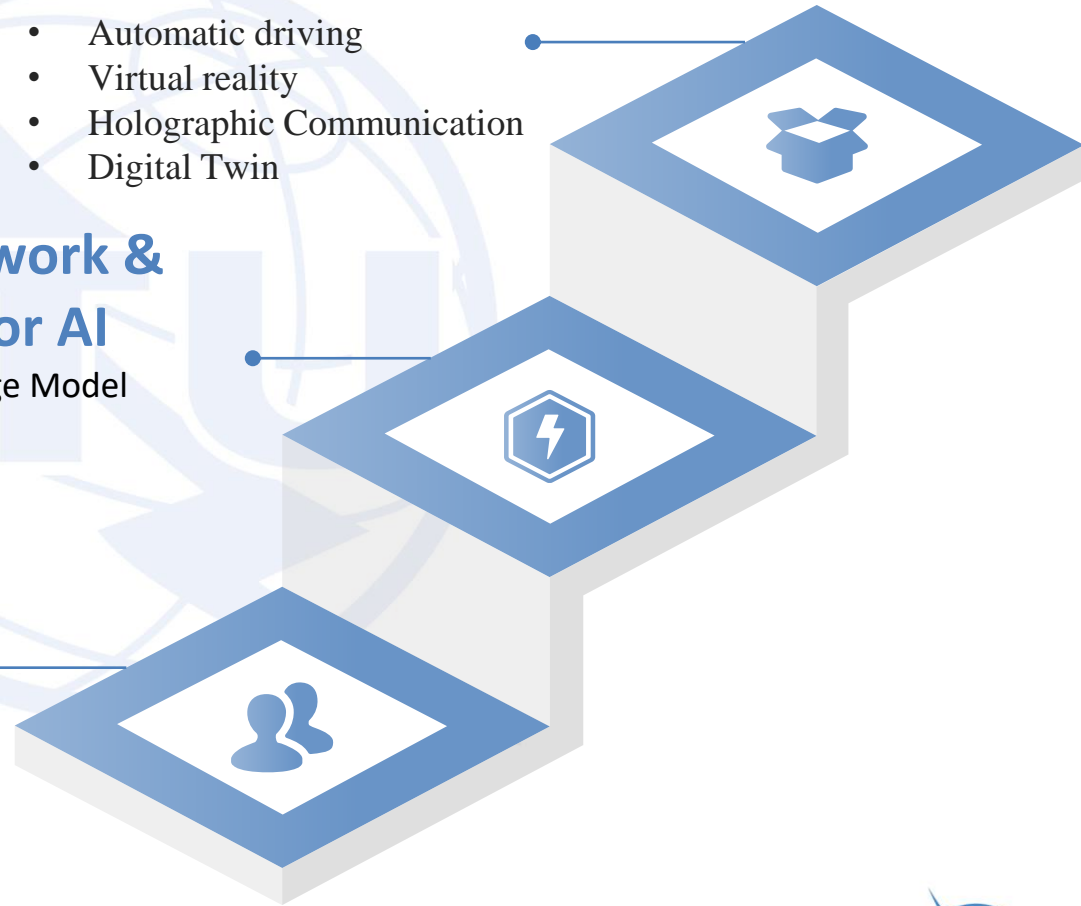 • Automatic driving
• Virtual reality
• Holographic Communication
• Digital Twin
work &
or AI
ge Model